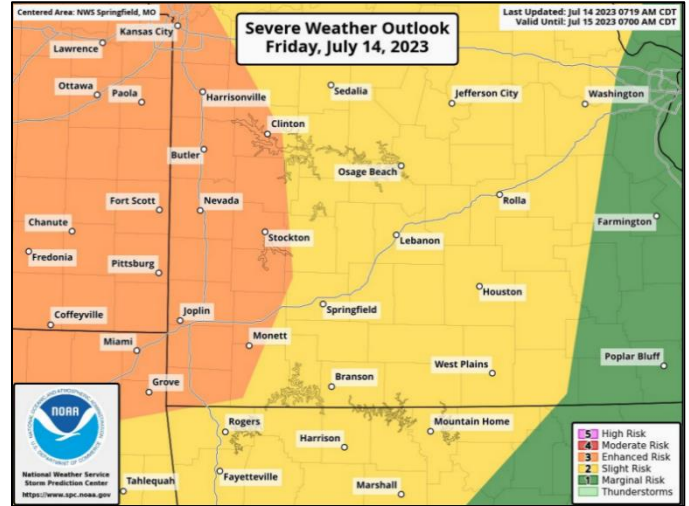 Centered Area: NWS Springfield, MO
Severe Weather Outlook
Friday, July 14, 2023
Last Updated: Jul 14 2023 0719 AM CDT
Valid Until: Jul 15 2023 0700 AM CDT
Kansas City
Lawrence
Ottawa
Paola
Harrisonville
Sedalia
Jefferson City
Washington
Clinton
Butler
Osage Beach
Fort Scott
Nevada
Rolla
Chanute
Farmington
Stockton
Lebanon
Fredonia
Pittsburg
Houston
Coffeyville
Joplin
Springfield
Miami
Monett
Poplar Bluff
West Plains
Branson
Grove
Rogers
Mountain Home
Harrison
Fayetteville
Tahlequah
Marshall
NOAA
National Weather Service
Storm Prediction Center
https://www.spc.noaa.gov
5 High Risk
4 Moderate Risk
3 Enhanced Risk
2 Slight Risk
1 Marginal Risk
Thunderstorms